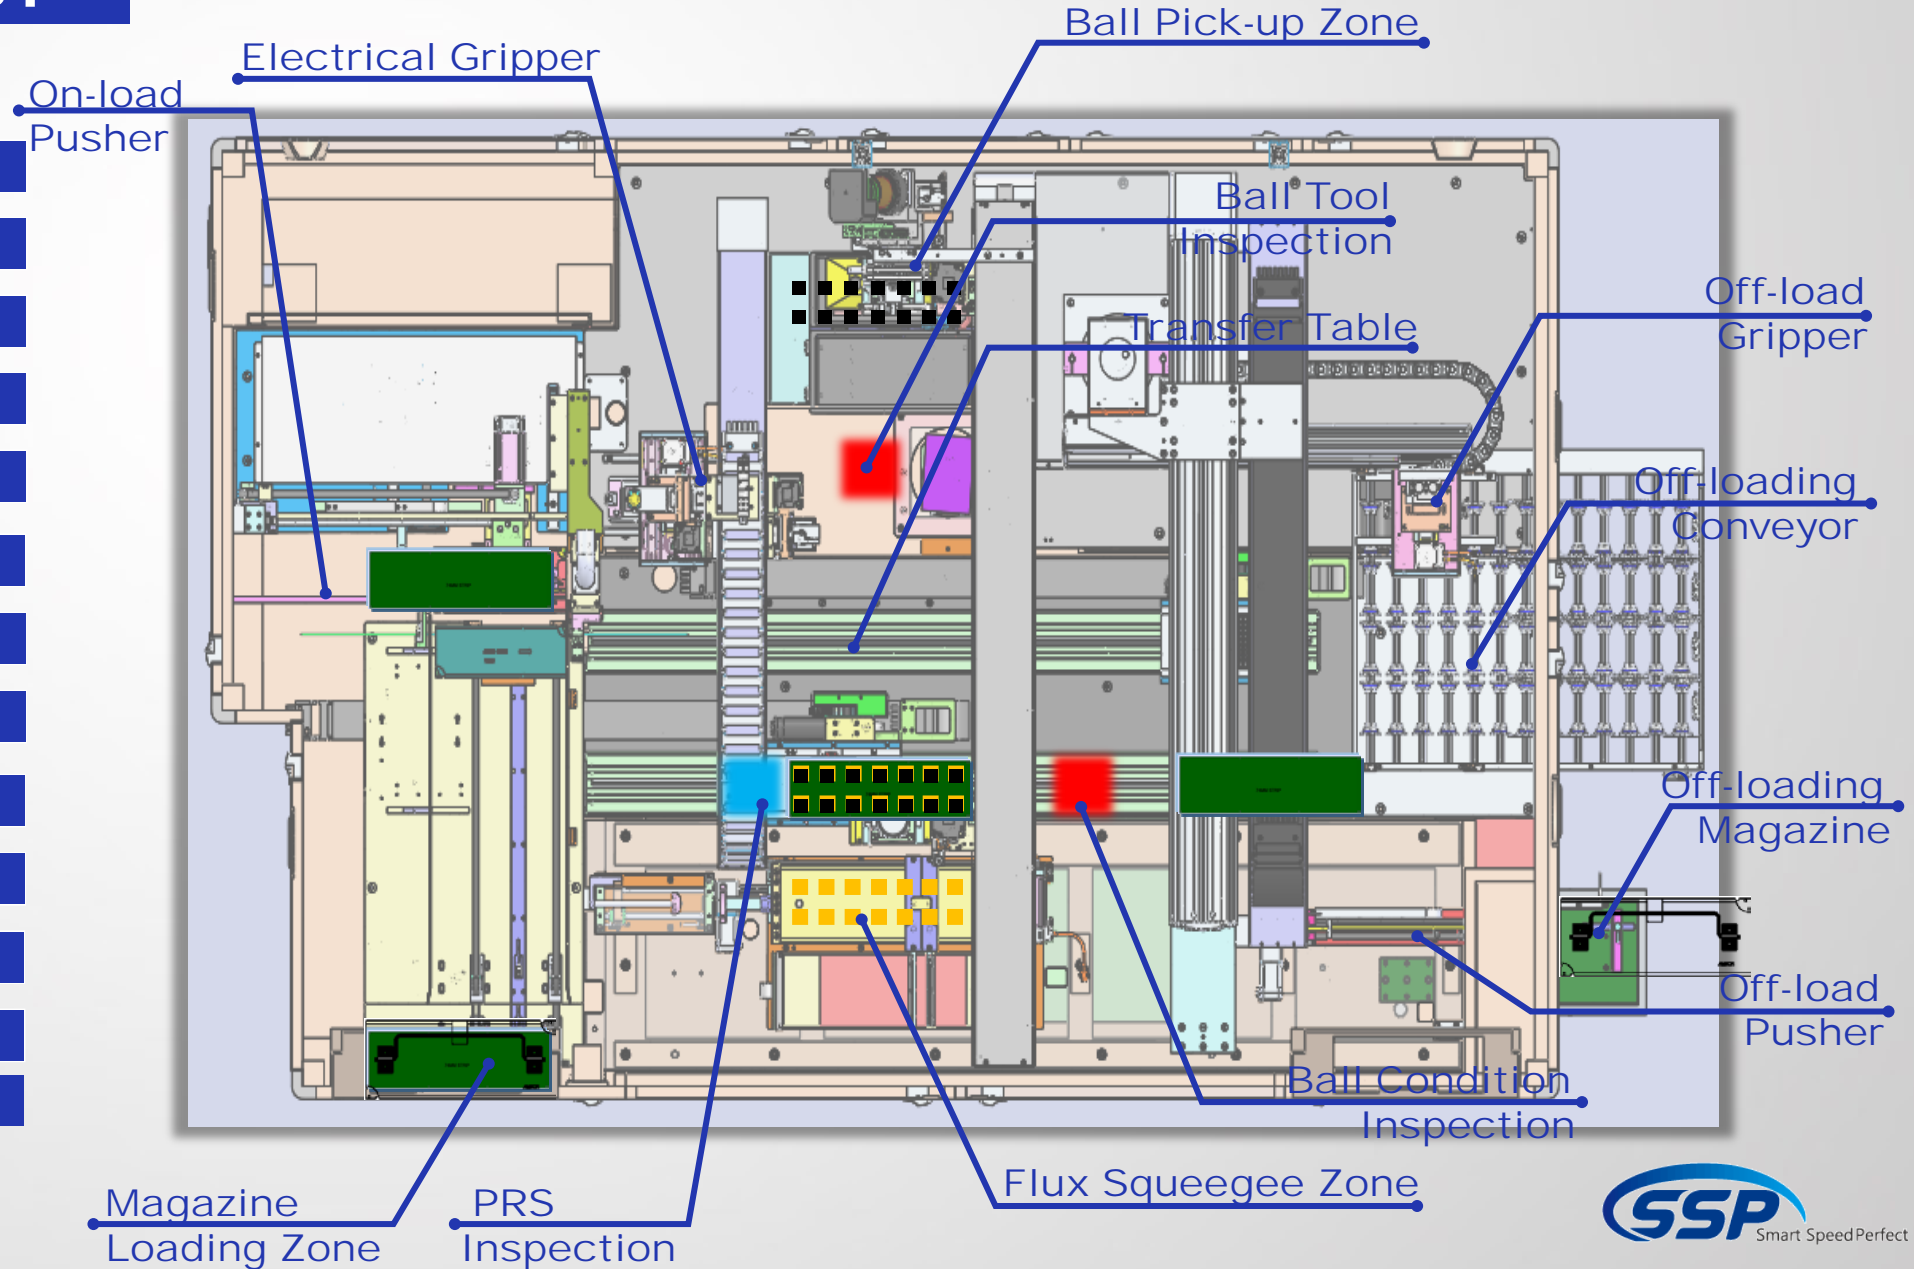 Ball Pick-up Zone
Electrical Gripper
On-load
Pusher
Ball Tool
Inspection
Off-load
Gripper
Transfer Table
Off-loading
Conveyor
Off-loading
Magazine
Off-load
Pusher
Ball Condition
Inspection
Flux Squeegee Zone
Magazine
Loading Zone
PRS
Inspection
SSP
Smart Speed Perfect